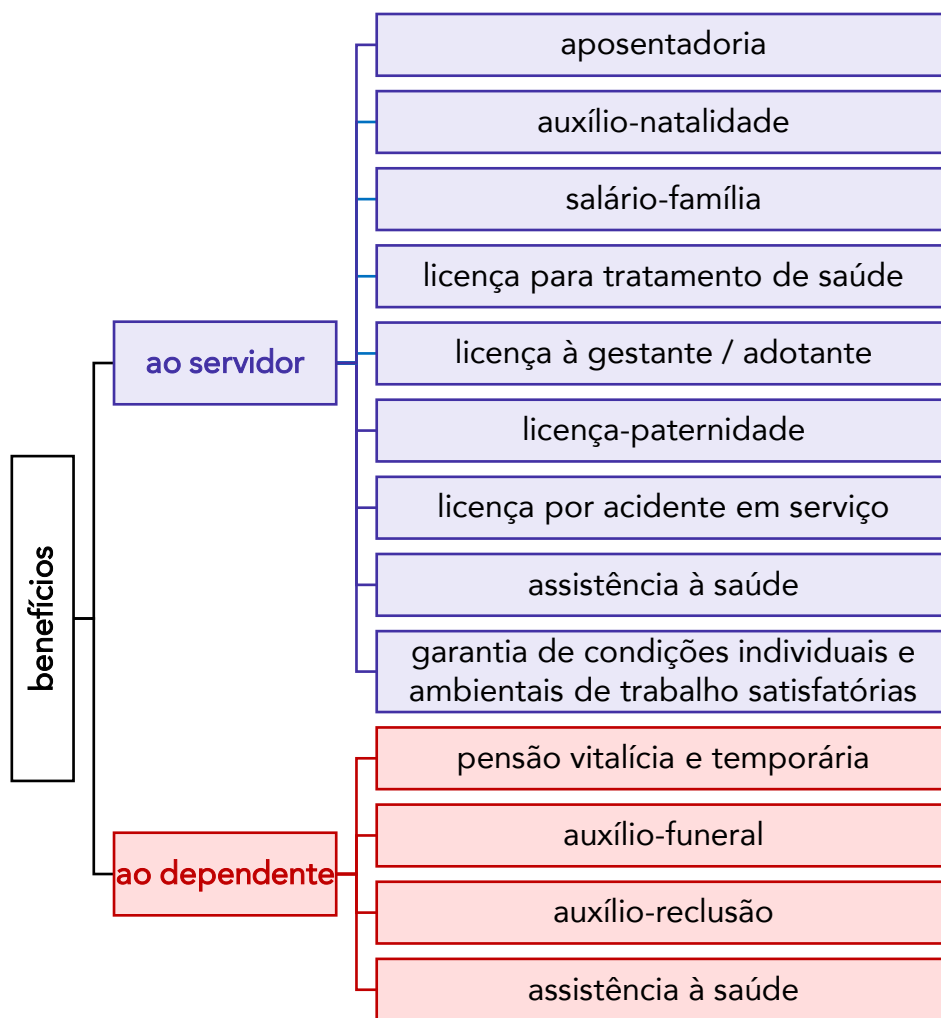 benefícios
ao servidor
aposentadoria
auxílio-natalidade
salário-família
licença para tratamento de saúde
licença à gestante / adotante
licença-paternidade
licença por acidente em serviço
assistência à saúde
garantia de condições individuais e
ambientais de trabalho satisfatórias
ao dependente
pensão vitalícia e temporária
auxílio-funeral
auxílio-reclusão
assistência à saúde